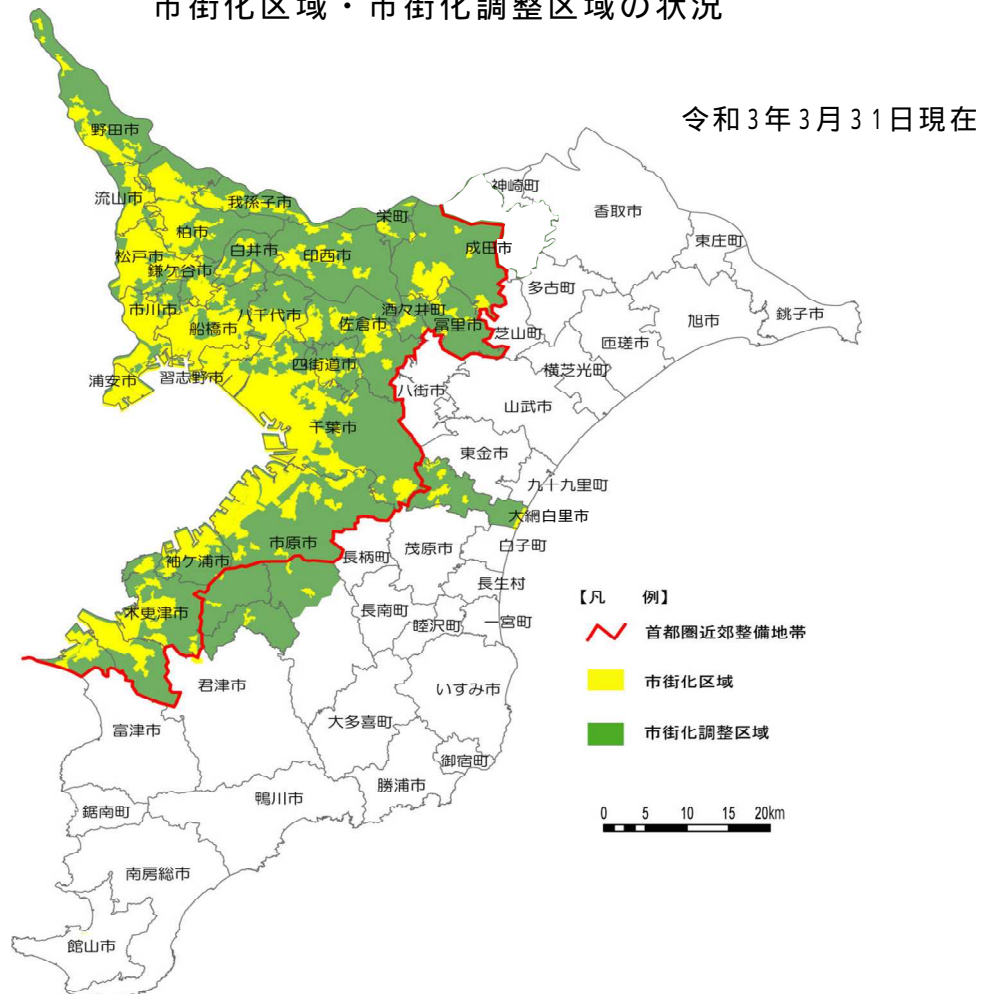 市街化区域・市街化調整区域の状況
令和3年3月31日現在
野田市
流山市
我孫子市
柏市
松戸市
鎌ケ谷市
白井市
印西市
栄町
成田市
神崎町
香取市
東庄町
多古町
市川市
船橋市
八千代市
佐倉市
酒々井町
富里市
芝山町
匝瑳市
旭市
銚子市
浦安市
習志野市
四街道市
八街市
横芝光町
山武市
千葉市
東金市
九十九里町
大網白里市
市原市
長柄町
茂原市
白子町
袖ケ浦市
長生村
木更津市
長南町
睦沢町
一宮町
君津市
いすみ市
富津市
大多喜町
御宿町
勝浦市
鋸南町
鴨川市
南房総市
館山市
【凡 例】
首都圏近郊整備地帯
市街化区域
市街化調整区域
0 5 10 15 20km